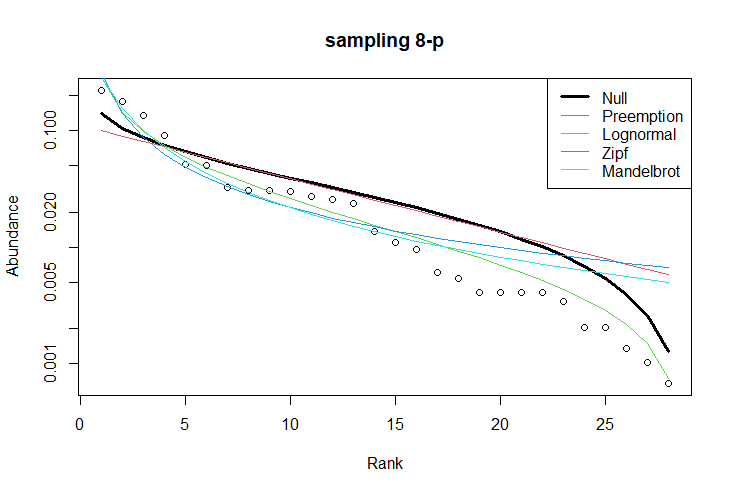 sampling 8-p
Null
Preemption
Lognormal
Zipf
Mandelbrot
0.100
0.020
0.005
0.001
Abundance
0
5
10
15
20
25
Rank